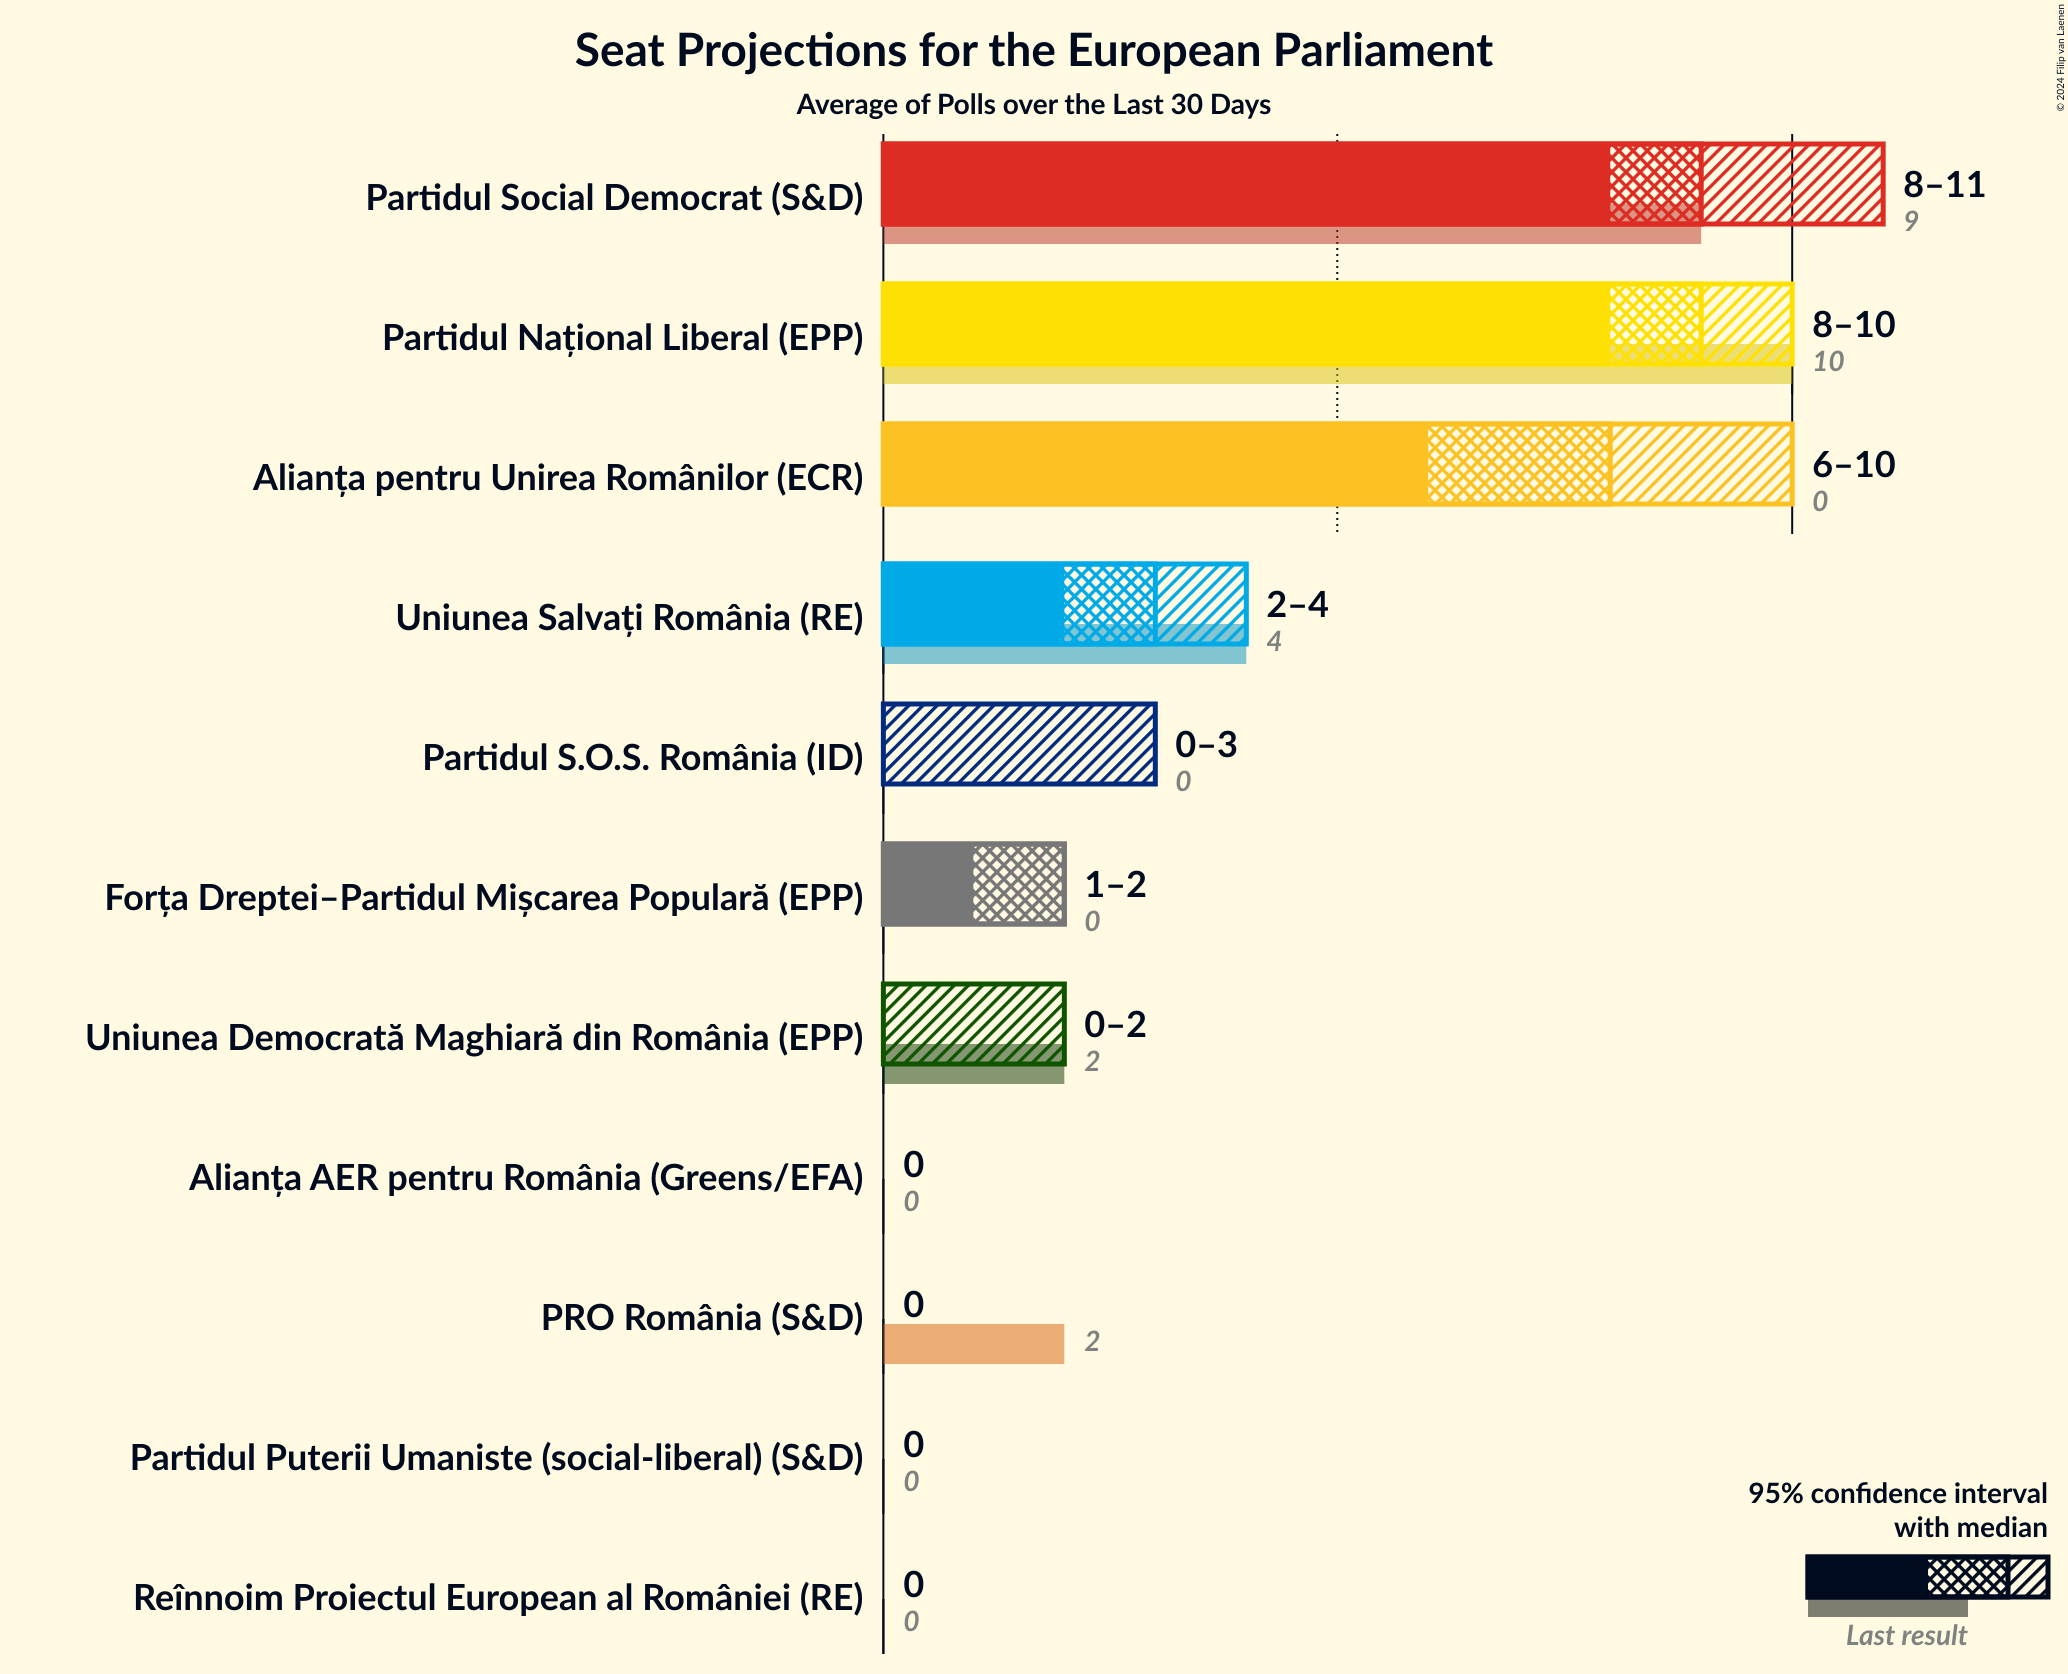 Seat Projections for the European Parliament
Average of Polls over the Last 30 Days
© 2024 Filip van Laenen
Partidul Social Democrat (S&D)
8–11
9
Partidul Național Liberal (EPP)
8–10
10
Alianța pentru Unirea Românilor (ECR)
6–10
0
Uniunea Salvați România (RE)
2–4
4
Partidul S.O.S. România (ID)
0–3
0
Forța Dreptei–Partidul Mișcarea Populară (EPP)
1–2
0
Uniunea Democrată Maghiară din România (EPP)
0–2
2
Alianța AER pentru România (Greens/EFA)
0
0
PRO România (S&D)
0
2
Partidul Puterii Umaniste (social-liberal) (S&D)
0
0
Reînnoim Proiectul European al României (RE)
0
0
95% confidence interval
with median
Last result